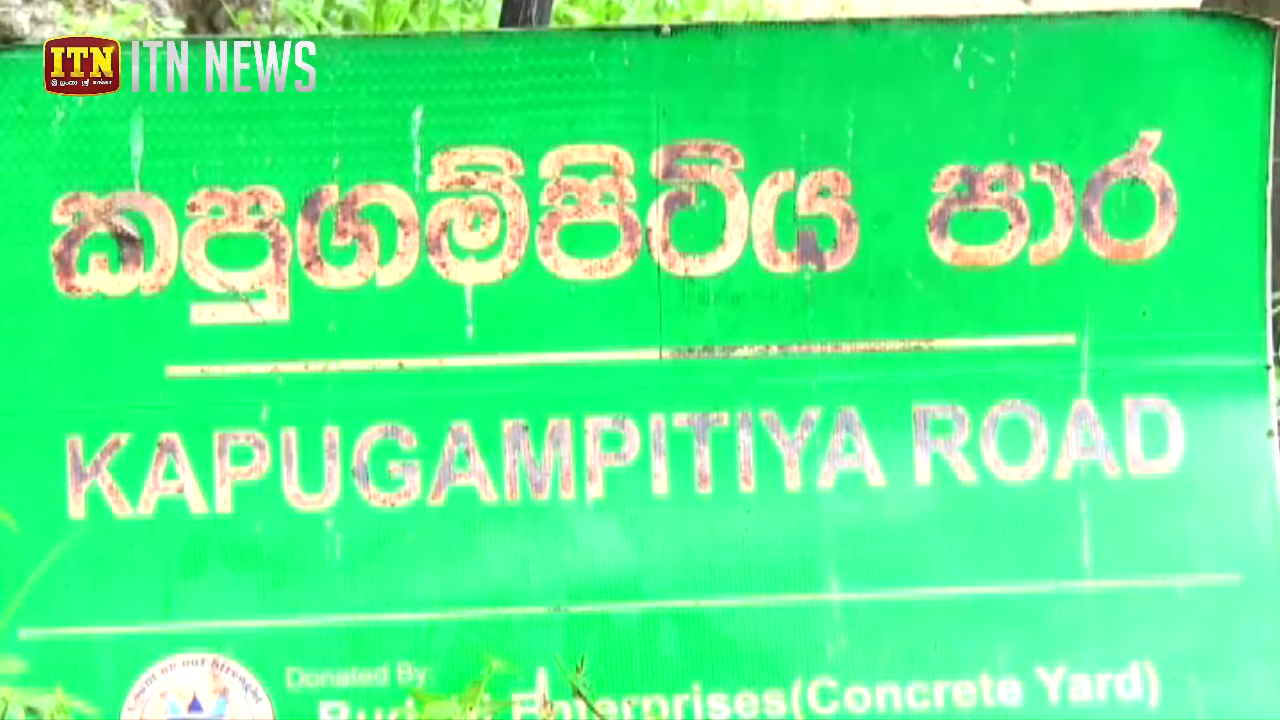 ITN ITN NEWS
කපුගම්පිටිය පාර
KAPUGAMPITIYA ROAD
Donated By:
Enterprises(Concrete Yard)